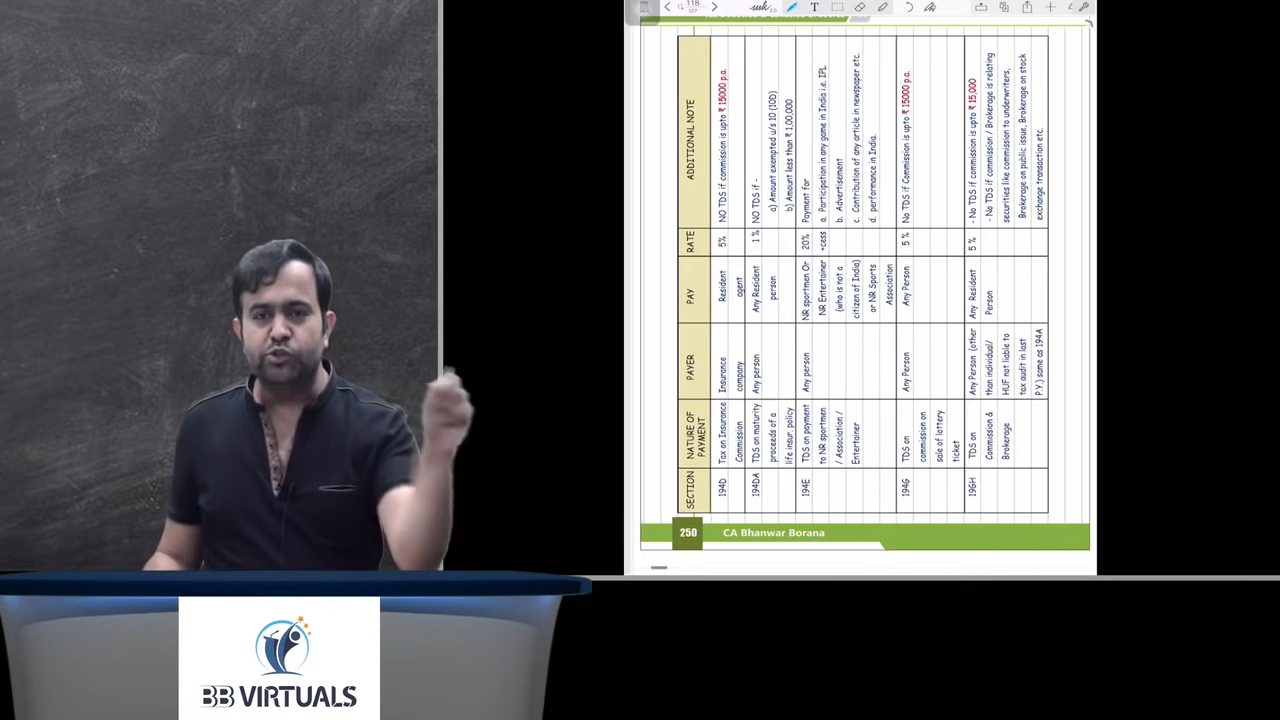 118
127
SECTION
NATURE OF
PAYMENT
PAYER
PAY
RATE
ADDITIONAL NOTE
194D
Tax on Insurance
Commission
Insurance
company
Resident
agent
5%
NO TDS if commission is upto ₹ 15000 p.a.
194DA
TDS on maturity
proceeds of a
life insur. policy
Any person
Any Resident
person
1 %
NO TDS if -
a) Amount exempted u/s 10 (10D)
b) Amount less than ₹ 1,00,000
194E
TDS on payment
to NR sportmen
/ Association /
Entertainer
Any person
NR sportmen Or
NR Entertainer
(who is not a
citizen of India)
or NR Sports
Association
20%
+cess
Payment for
a. Participation in any game in India i.e. IPL
b. Advertisement
c. Contribution of any article in newspaper etc.
d. performance in India.
194G
TDS on
commission on
sale of lottery
ticket
Any Person
Any Person
5 %
No TDS if Commission is upto ₹ 15000 p.a.
19GH
TDS on
Commission &
Brokerage
Any Person (other
than individual/
HUF not liable to
tax audit in last
P.Y.) same as 194A
Any Resident
Person
5 %
- No TDS if commission is upto ₹ 15,000
- No TDS if commission / Brokerage is relating
securities like commission to underwriters,
Brokerage on public issue, Brokerage on stock
exchange transaction etc.
250
CA Bhanwar Borana
BB VIRTUALS